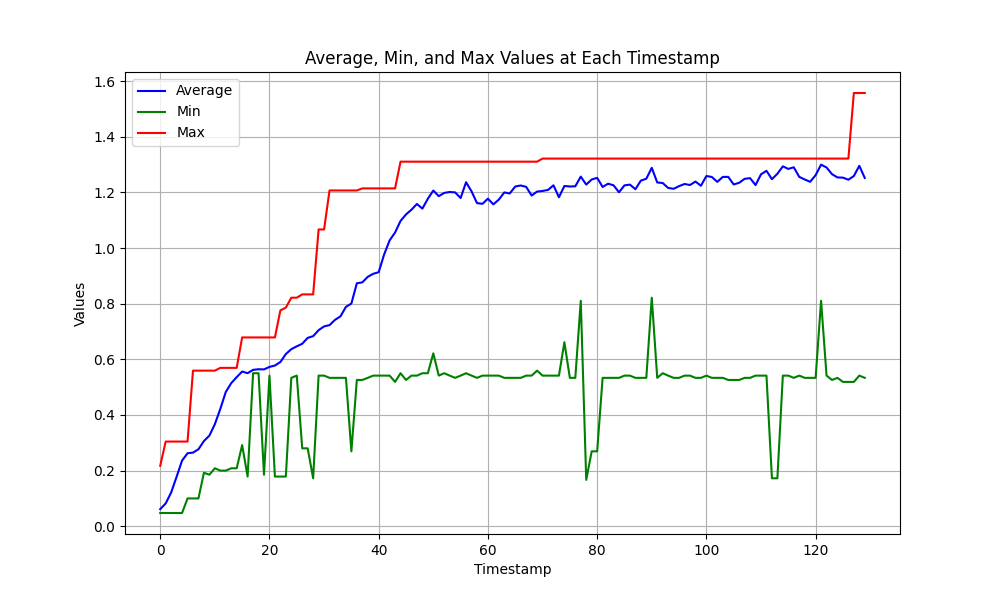 Average, Min, and Max Values at Each Timestamp
Average
Min
Max
Values
1.6
1.4
1.2
1.0
0.8
0.6
0.4
0.2
0.0
0 20 40 60 80 100 120
Timestamp